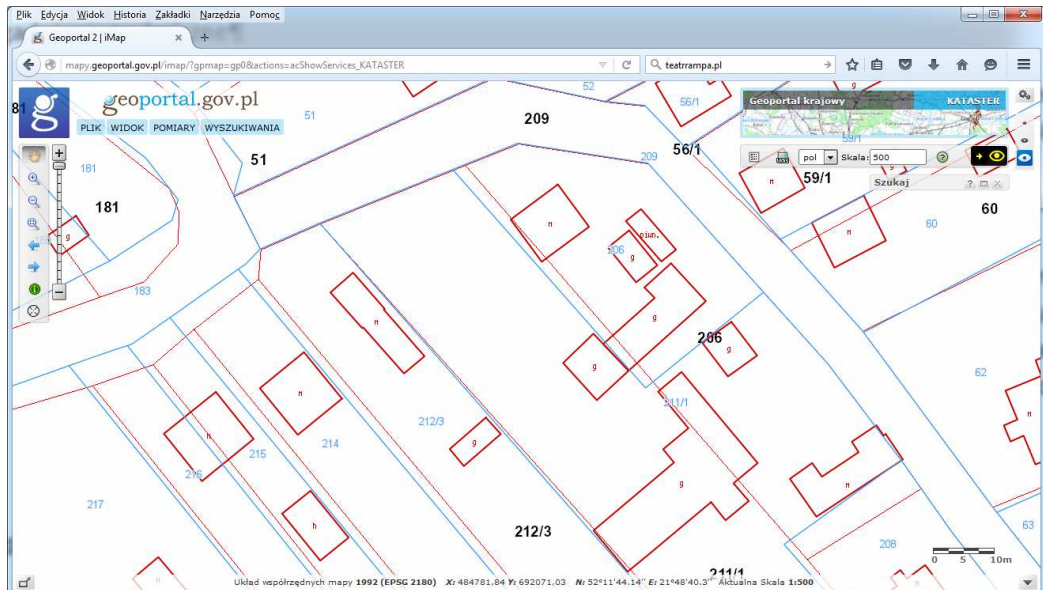 Plik Edycja Widok Historia Zakładki Narzędzia Pomoc
Geoportal 2 | iMap
mapy.geoportal.gov.pl/imap/?gpmap=gp0&actions=acShowServices_KATASTER
teatrrampa.pl
geoportal.gov.pl
PLIK WIDOK POMIARY WYSZUKIWANIA
Geoportal krajowy KATASTER
pol Skala: 500
Szukaj
81
51
52
209
56/1
56/1
59/1
59/1
181
51
209
60
181
g
m
m
m
60
183
206
piwn.
g
m
g
206
g
g
62
211/1
m
212/3
214
h
g
215
216
217
h
g
m
m
212/3
63
208
211/1
0 5 10m
Układ współrzędnych mapy 1992 (EPSG 2180) X: 484781,84 Y: 692071,03 N: 52°11'44.14" E: 21°48'40.3" Aktualna Skala 1:500